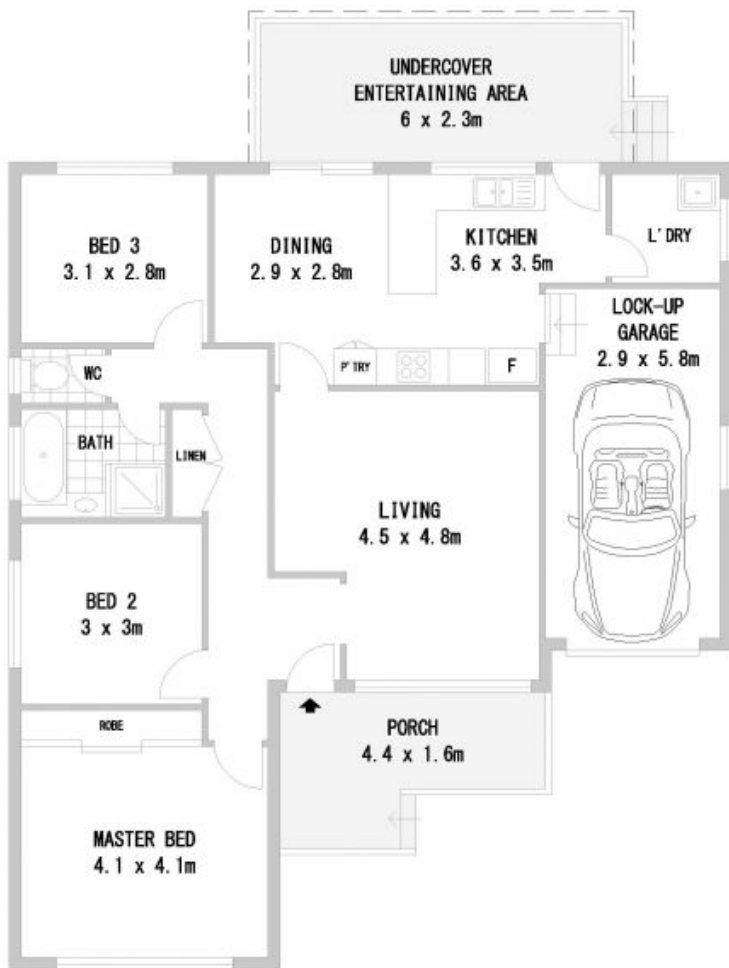 UNDERCOVER
ENTERTAINING AREA
6 x 2.3m
BED 3
3.1 x 2.8m
DINING
2.9 x 2.8m
KITCHEN
3.6 x 3.5m
L'DRY
LOCK-UP
GARAGE
2.9 x 5.8m
WC
P'TRY
F
BATH
LINEN
LIVING
4.5 x 4.8m
BED 2
3 x 3m
ROBE
PORCH
4.4 x 1.6m
MASTER BED
4.1 x 4.1m